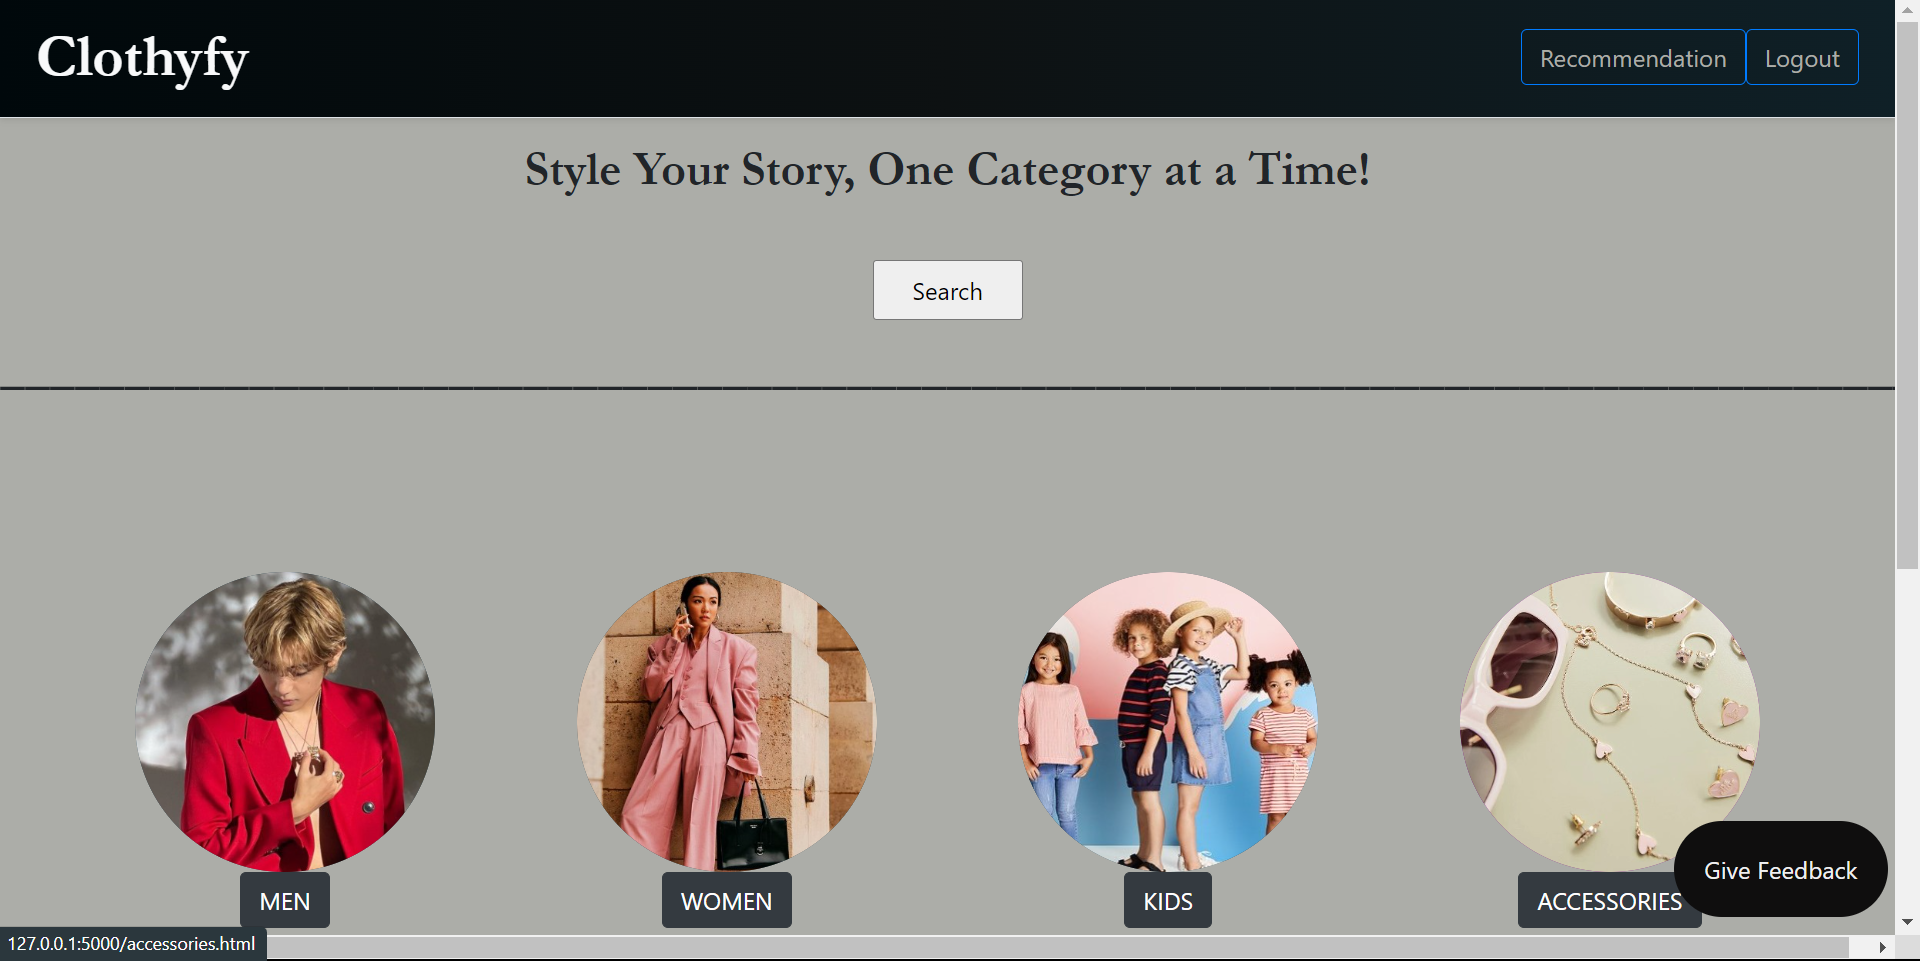 Clothyfy
Recommendation
Logout
Style Your Story, One Category at a Time!
Search
MEN
WOMEN
KIDS
ACCESSORIES
Give Feedback
127.0.0.1:5000/accessories.html